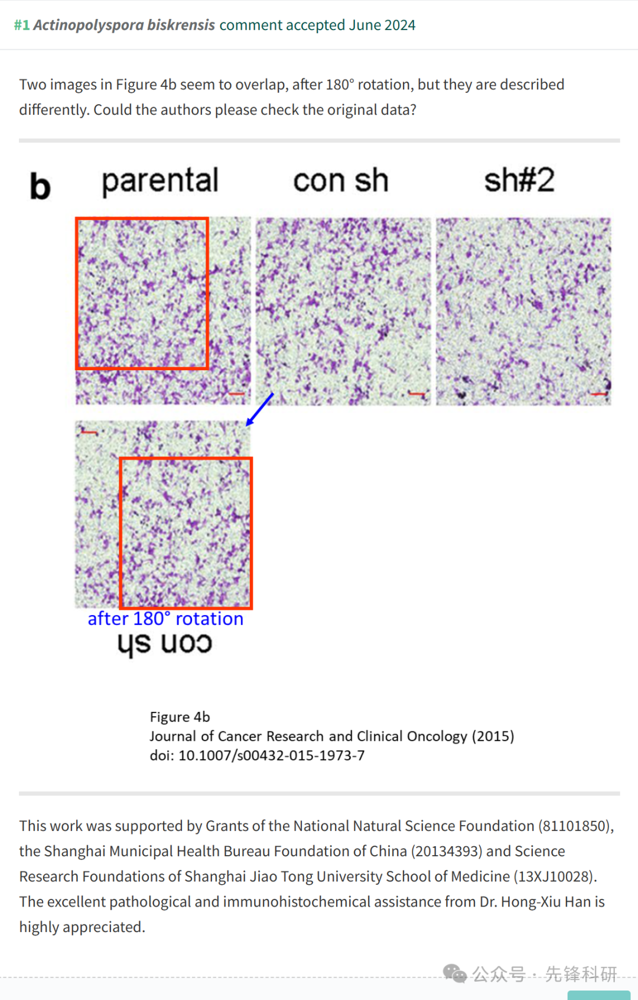 #1 Actinopolyspora biskrensis comment accepted June 2024
Two images in Figure 4b seem to overlap, after 180° rotation, but they are described
differently. Could the authors please check the original data?
b parental con sh sh#2
after 180° rotation
con sh
Figure 4b
Journal of Cancer Research and Clinical Oncology (2015)
doi: 10.1007/s00432-015-1973-7
This work was supported by Grants of the National Natural Science Foundation (81101850),
the Shanghai Municipal Health Bureau Foundation of China (20134393) and Science
Research Foundations of Shanghai Jiao Tong University School of Medicine (13XJ10028).
The excellent pathological and immunohistochemical assistance from Dr. Hong-Xiu Han is
highly appreciated.
公众号 · 先锋科研